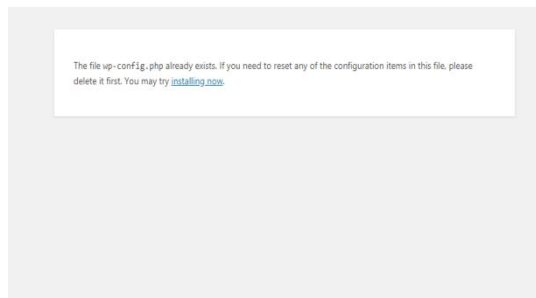 The file wp-config.php already exists. If you need to reset any of the configuration items in this file, please
delete it first. You may try installing now.